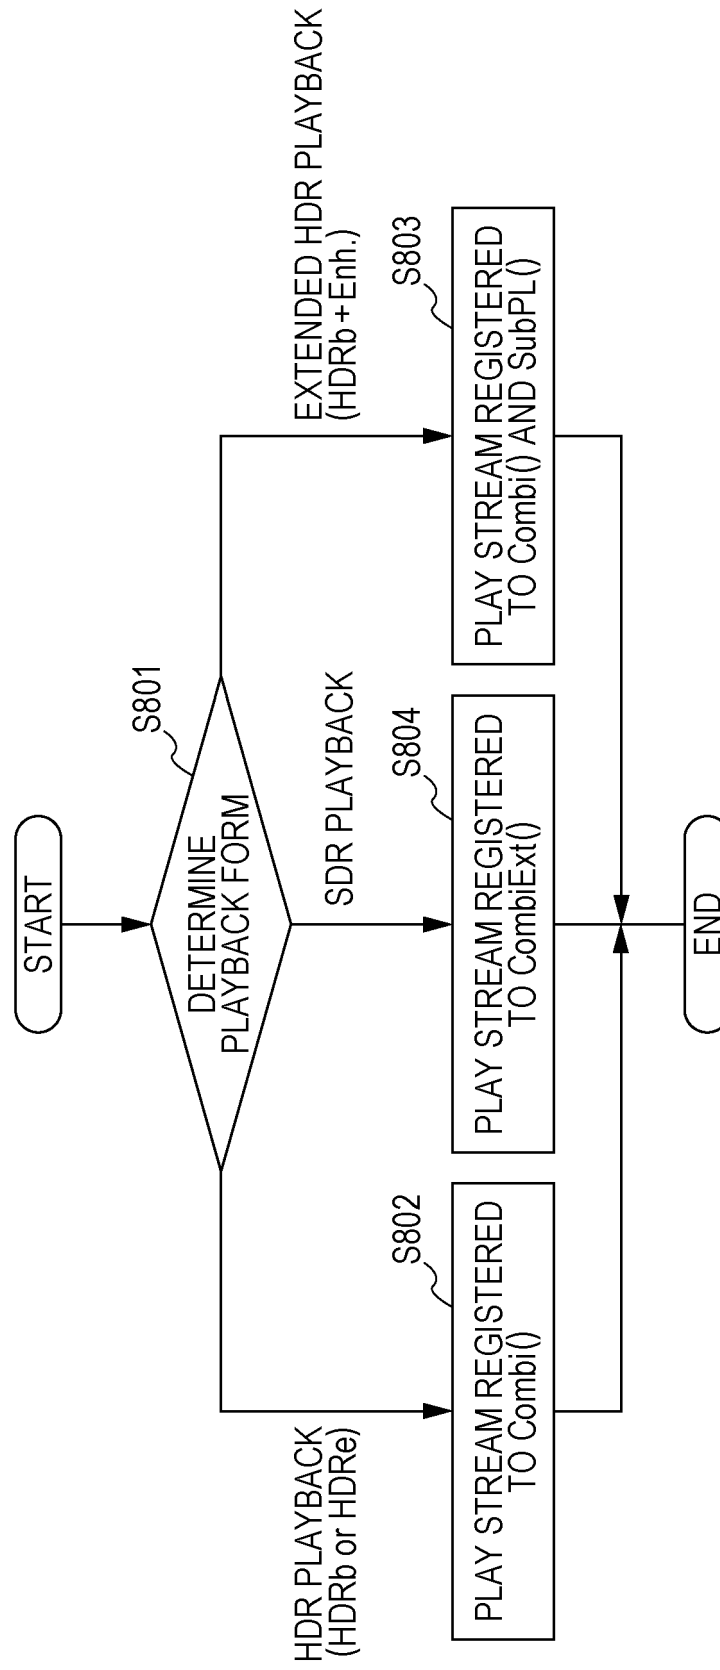 START
S801
DETERMINE
PLAYBACK FORM
HDR PLAYBACK
(HDRb or HDRe)
SDR PLAYBACK
EXTENDED HDR PLAYBACK
(HDRb + Enh.)
S802
PLAY STREAM REGISTERED
TO Combi()
S804
PLAY STREAM REGISTERED
TO CombiExt()
S803
PLAY STREAM REGISTERED
TO Combi() AND SubPL()
END